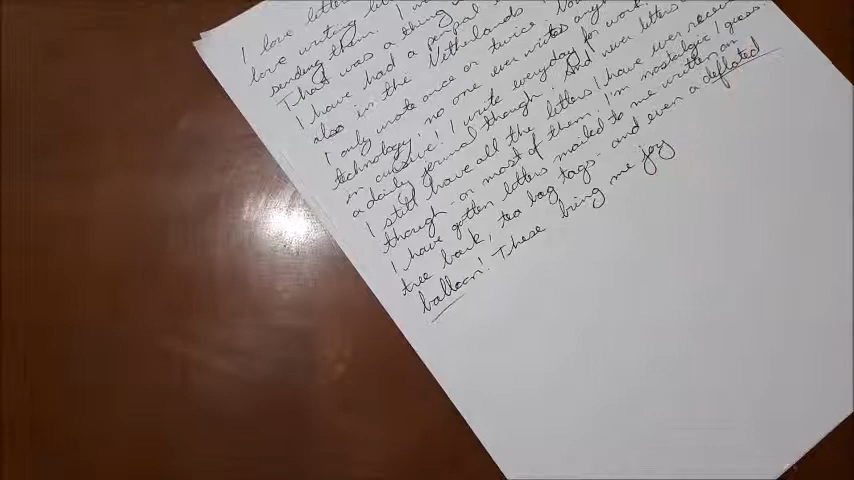 I love letter
love writing
sending them.
That was a thing
I have had a penpal
also in the Netherlands
I only wrote once or twice. Now
technology, no one ever writes
in cursive! I write everyday for work.
a daily journal though. And never letters
I still have all the letters I have ever
though - or most of them. I'm nostalgic I guess.
I have gotten letters mailed to me written on
tree bark, tea bag tags and even a deflated
balloon! These bring me joy